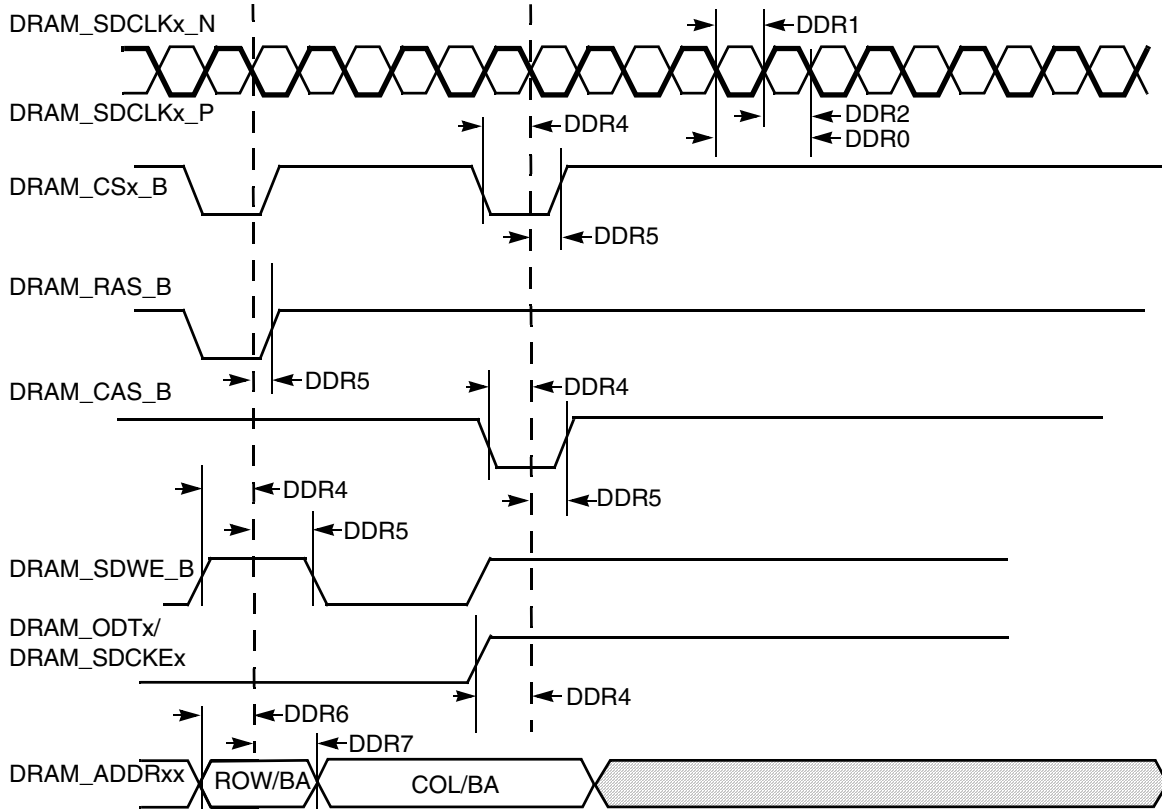 DRAM_SDCLKx_N
DDR1
DRAM_SDCLKx_P
DDR4
DDR2
DDR0
DRAM_CSx_B
DDR5
DRAM_RAS_B
DDR5
DDR4
DRAM_CAS_B
DDR4
DDR5
DDR5
DRAM_SDWE_B
DRAM_ODTx/
DRAM_SDCKEx
DDR4
DDR6
DDR7
DRAM_ADDRxx
ROW/BA
COL/BA